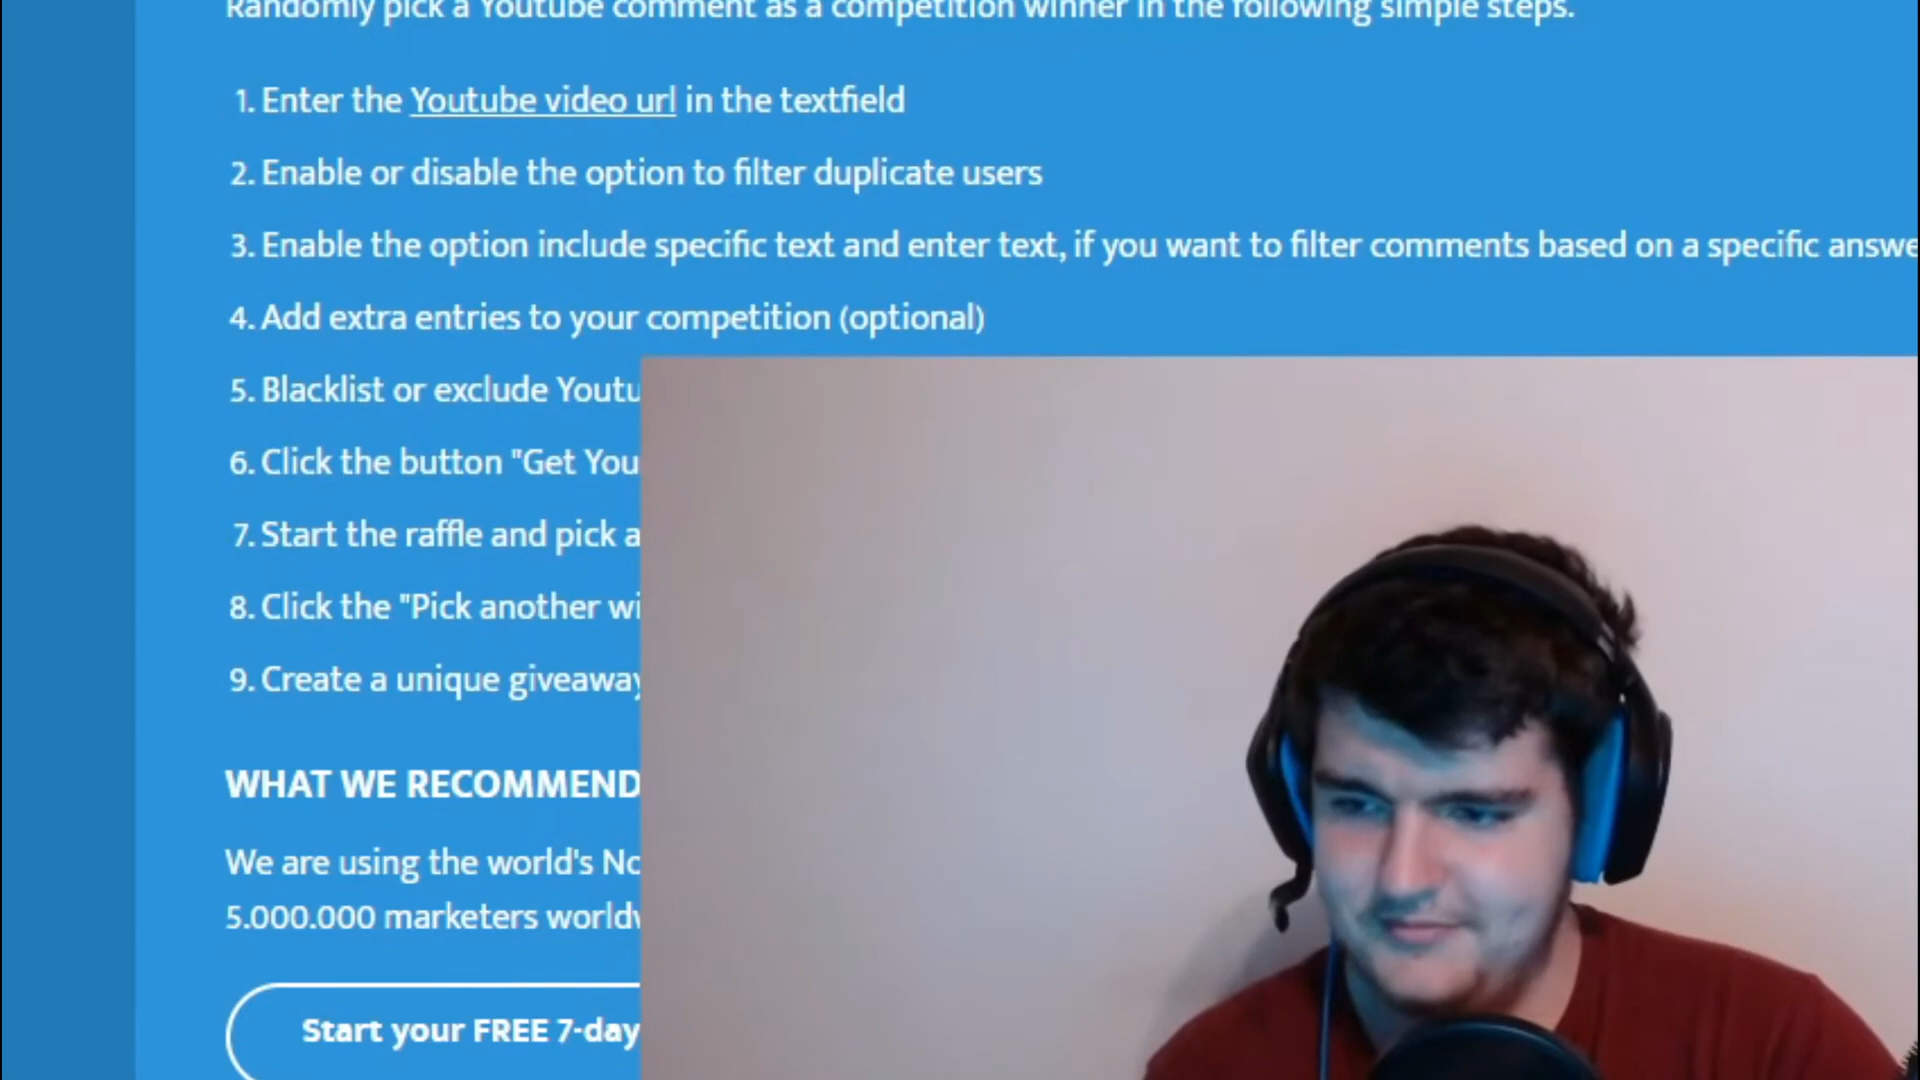 Randomly pick a Youtube comment as a competition winner in the following simple steps.
1. Enter the Youtube video url in the textfield
2. Enable or disable the option to filter duplicate users
3. Enable the option include specific text and enter text, if you want to filter comments based on a specific answe
4. Add extra entries to your competition (optional)
5. Blacklist or exclude Youtu
6. Click the button "Get You
7. Start the raffle and pick a
8. Click the "Pick another wi
9. Create a unique giveaway
WHAT WE RECOMMEND
We are using the world's No
5.000.000 marketers worldw
Start your FREE 7-day